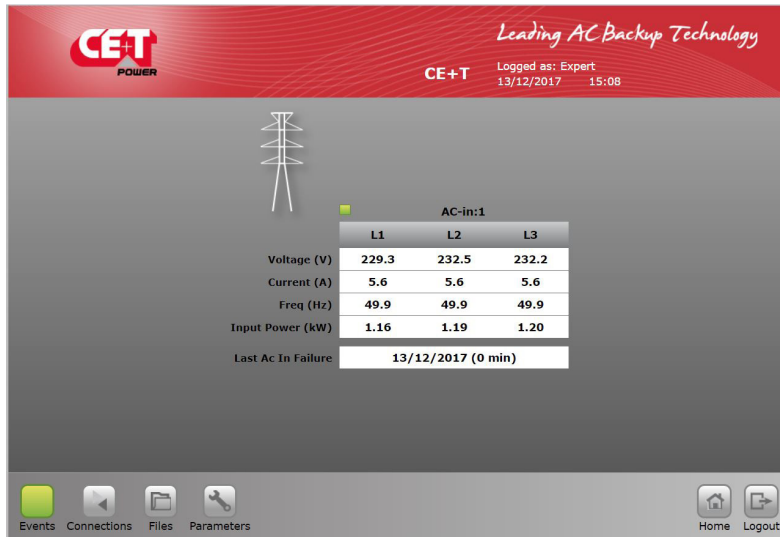 CE+T
POWER
Leading AC Backup Technology
CE+T
Logged as: Expert
13/12/2017 15:08
AC-in:1
L1 L2 L3
Voltage (V) 229.3 232.5 232.2
Current (A) 5.6 5.6 5.6
Freq (Hz) 49.9 49.9 49.9
Input Power (kW) 1.16 1.19 1.20
Last Ac In Failure 13/12/2017 (0 min)
Events Connections Files Parameters Home Logout